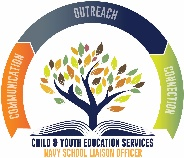 OUTREACH
COMMUNICATION
CONNECTION
CHILD & YOUTH EDUCATION SERVICES
NAVY SCHOOL LIAISON OFFICER